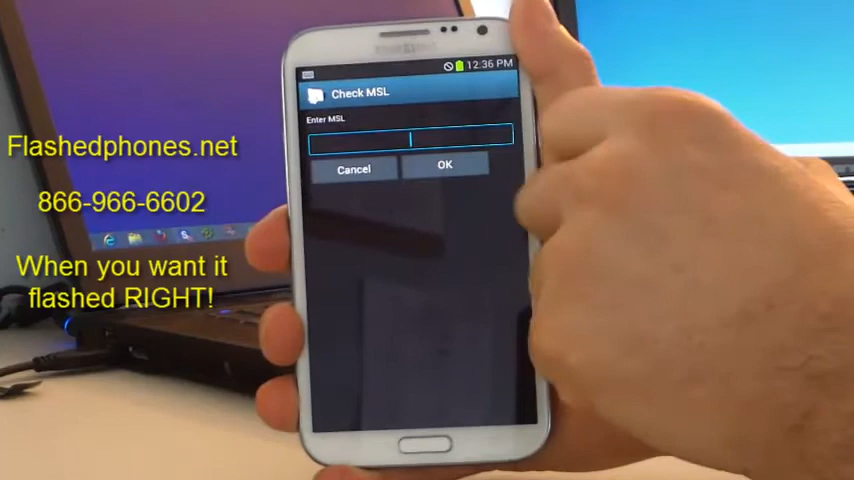 SAMSUNG
12:36 PM
Check MSL
Enter MSL
Cancel
OK
Flashedphones.net
866-966-6602
When you want it
flashed RIGHT!